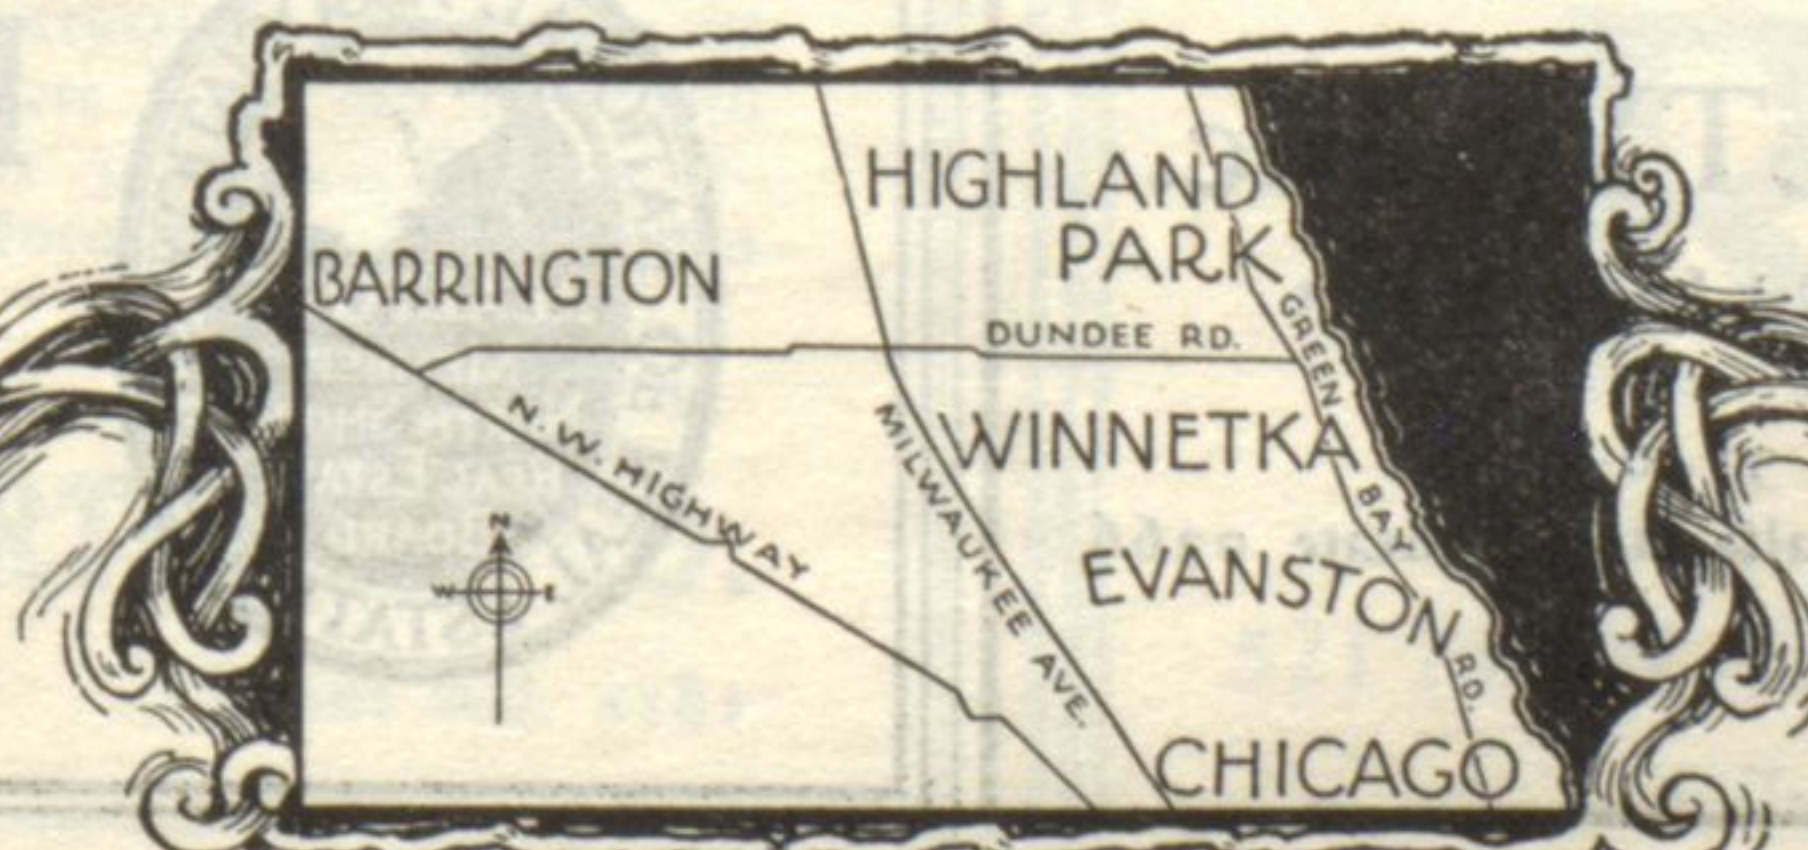 HIGHLAND
PARK
BARRINGTON
GREEN BAY RD.
DUNDEE RD.
N. W. HIGHWAY
MILWAUKEE AVE.
WINNETKA
N
W E
EVANSTON
CHICAGO